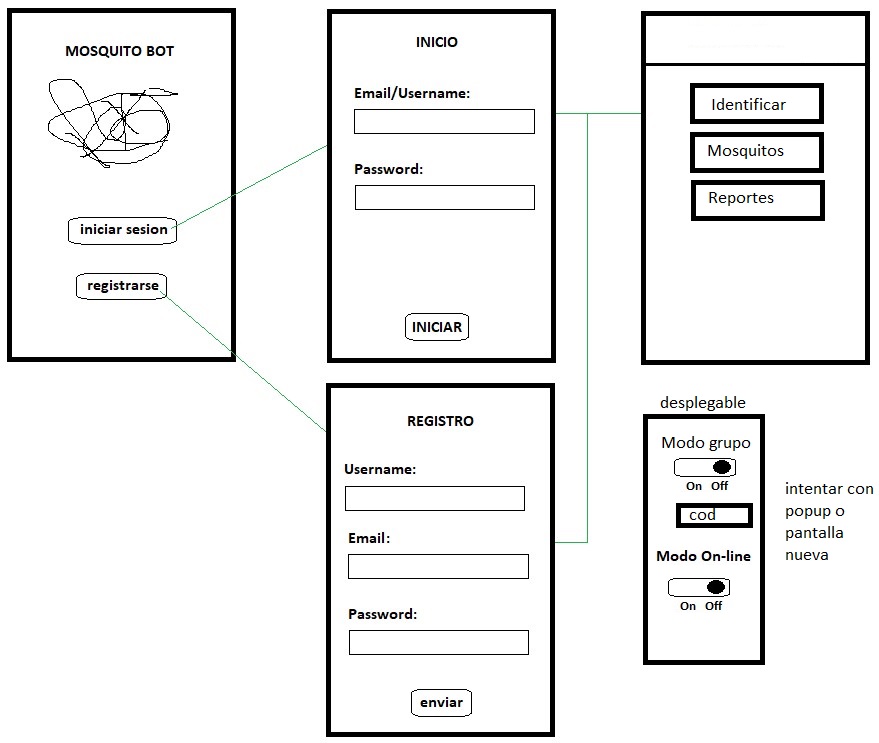 MOSQUITO BOT
iniciar sesion
registrarse
INICIO
Email/Username:
Password:
INICIAR
Identificar
Mosquitos
Reportes
REGISTRO
Username:
Email:
Password:
enviar
desplegable
Modo grupo
On Off
cod
Modo On-line
On Off
intentar con
popup o
pantalla
nueva